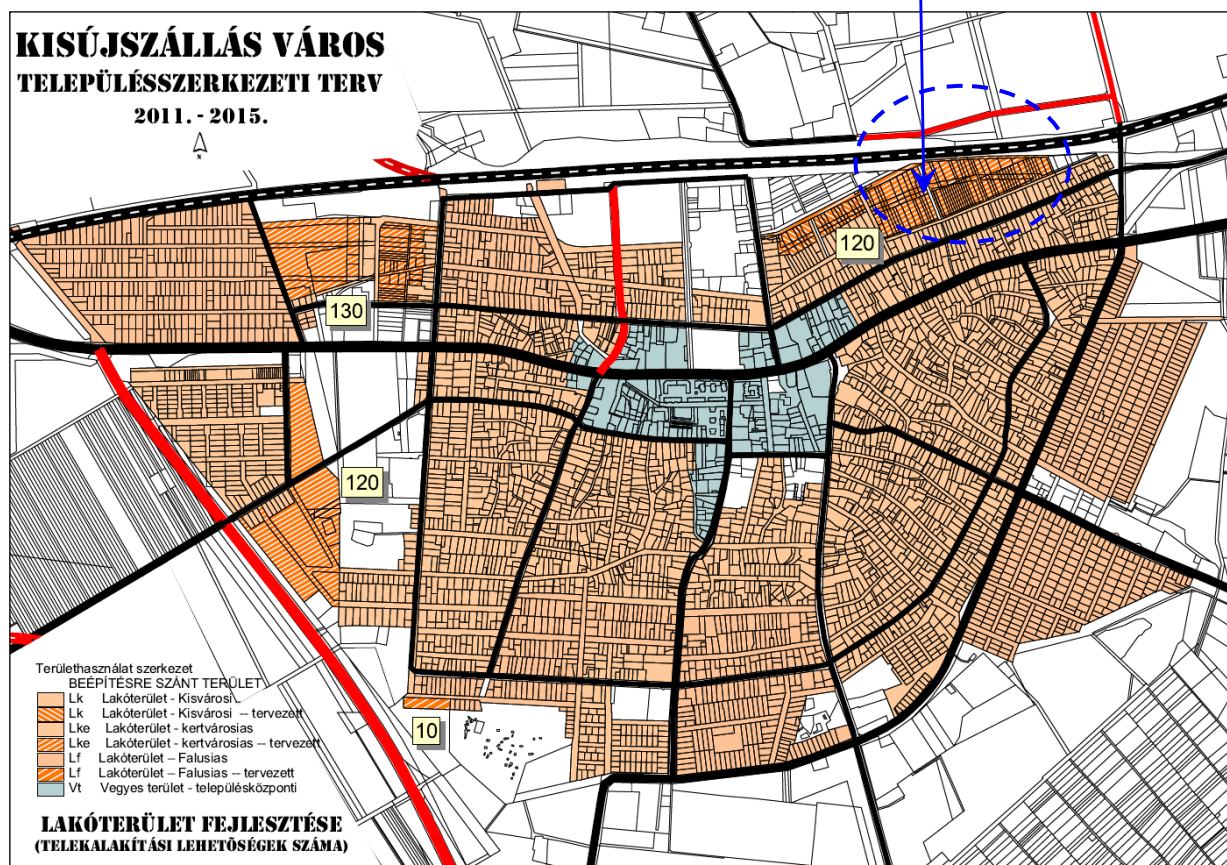 KISÚJSZÁLLÁS VÁROS
TELEPÜLÉSSZERKEZETI TERV
2011. - 2015.
N
120
130
120
10
Területhasználat szerkezet
BEÉPÍTÉSRE SZÁNT TERÜLET
Lk Lakóterület - Kisvárosi
Lk Lakóterület - Kisvárosi -- tervezett
Lke Lakóterület - kertvárosias
Lke Lakóterület - kertvárosias -- tervezett
Lf Lakóterület -- Falusias
Lf Lakóterület -- Falusias -- tervezett
Vt Vegyes terület - településközponti
LAKÓTERÜLET FEJLESZTÉSE
(TELEKALAKÍTÁSI LEHETŐSÉGEK SZÁMA)